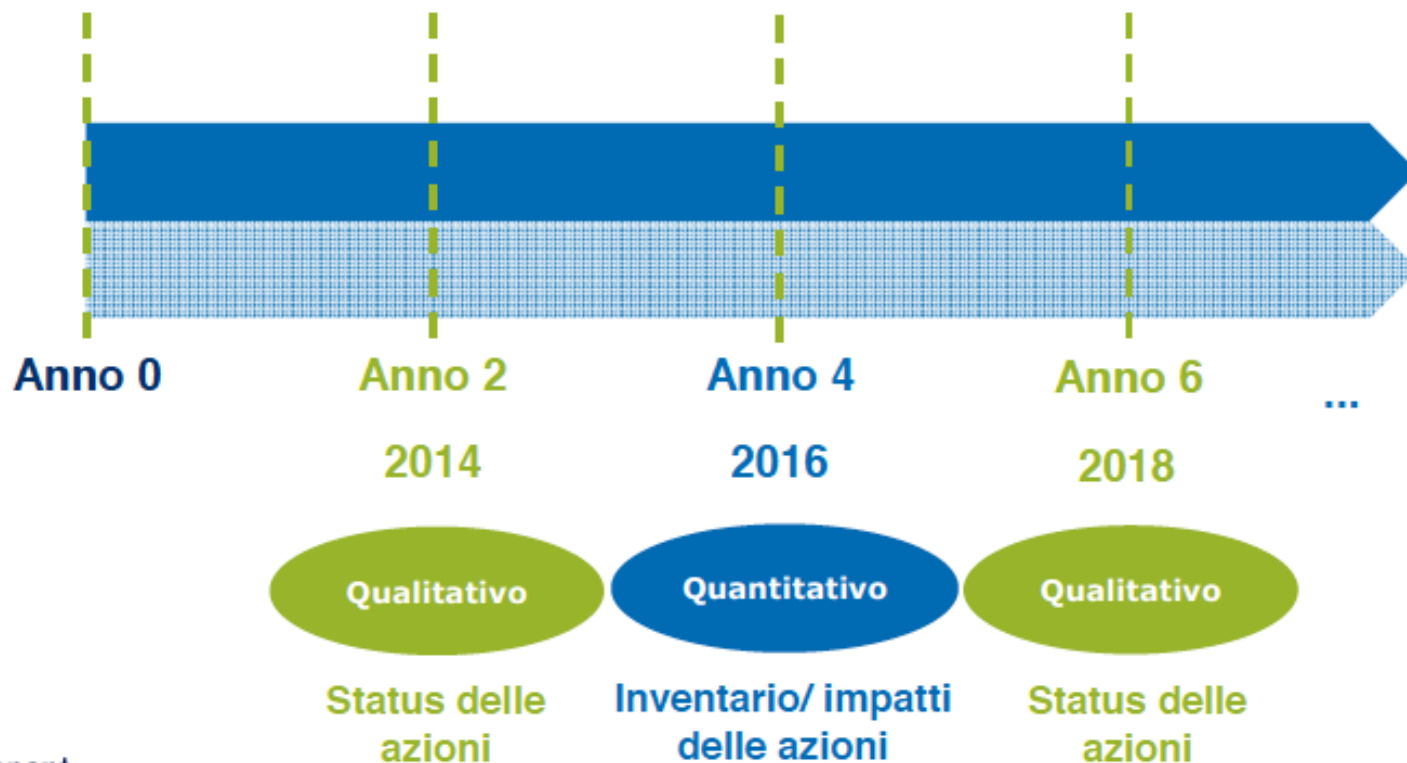 Anno 0
Anno 2
Anno 4
Anno 6
...
2014
2016
2018
Qualitativo
Quantitativo
Qualitativo
Status delle
azioni
Inventario/ impatti
delle azioni
Status delle
azioni